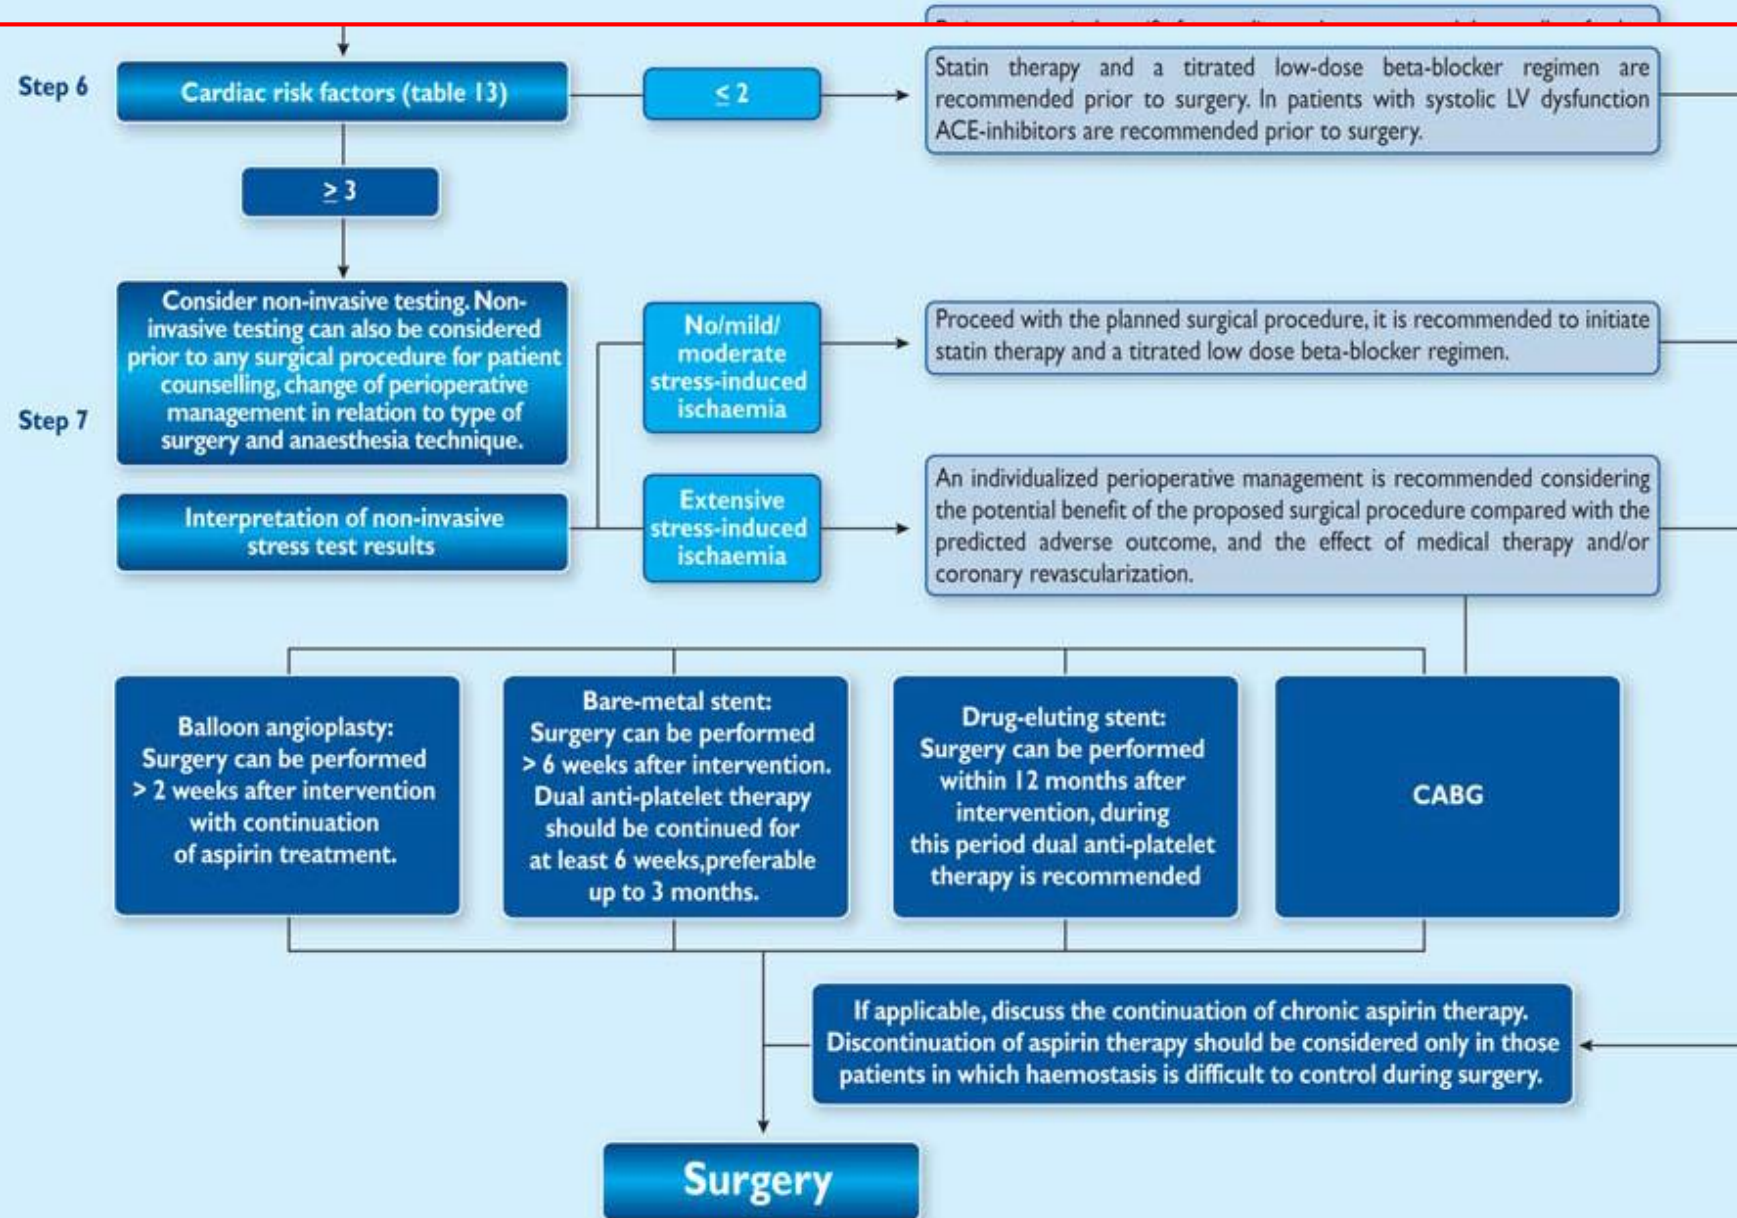 Step 6
Cardiac risk factors (table 13)
≤ 2
Statin therapy and a titrated low-dose beta-blocker regimen are
recommended prior to surgery. In patients with systolic LV dysfunction
ACE-inhibitors are recommended prior to surgery.
≥ 3
Step 7
Consider non-invasive testing. Non-
invasive testing can also be considered
prior to any surgical procedure for patient
counselling, change of perioperative
management in relation to type of
surgery and anaesthesia technique.
No/mild/
moderate
stress-induced
ischaemia
Proceed with the planned surgical procedure, it is recommended to initiate
statin therapy and a titrated low dose beta-blocker regimen.
Interpretation of non-invasive
stress test results
Extensive
stress-induced
ischaemia
An individualized perioperative management is recommended considering
the potential benefit of the proposed surgical procedure compared with the
predicted adverse outcome, and the effect of medical therapy and/or
coronary revascularization.
Balloon angioplasty:
Surgery can be performed
> 2 weeks after intervention
with continuation
of aspirin treatment.
Bare-metal stent:
Surgery can be performed
> 6 weeks after intervention.
Dual anti-platelet therapy
should be continued for
at least 6 weeks,preferable
up to 3 months.
Drug-eluting stent:
Surgery can be performed
within 12 months after
intervention, during
this period dual anti-platelet
therapy is recommended
CABG
If applicable, discuss the continuation of chronic aspirin therapy.
Discontinuation of aspirin therapy should be considered only in those
patients in which haemostasis is difficult to control during surgery.
Surgery